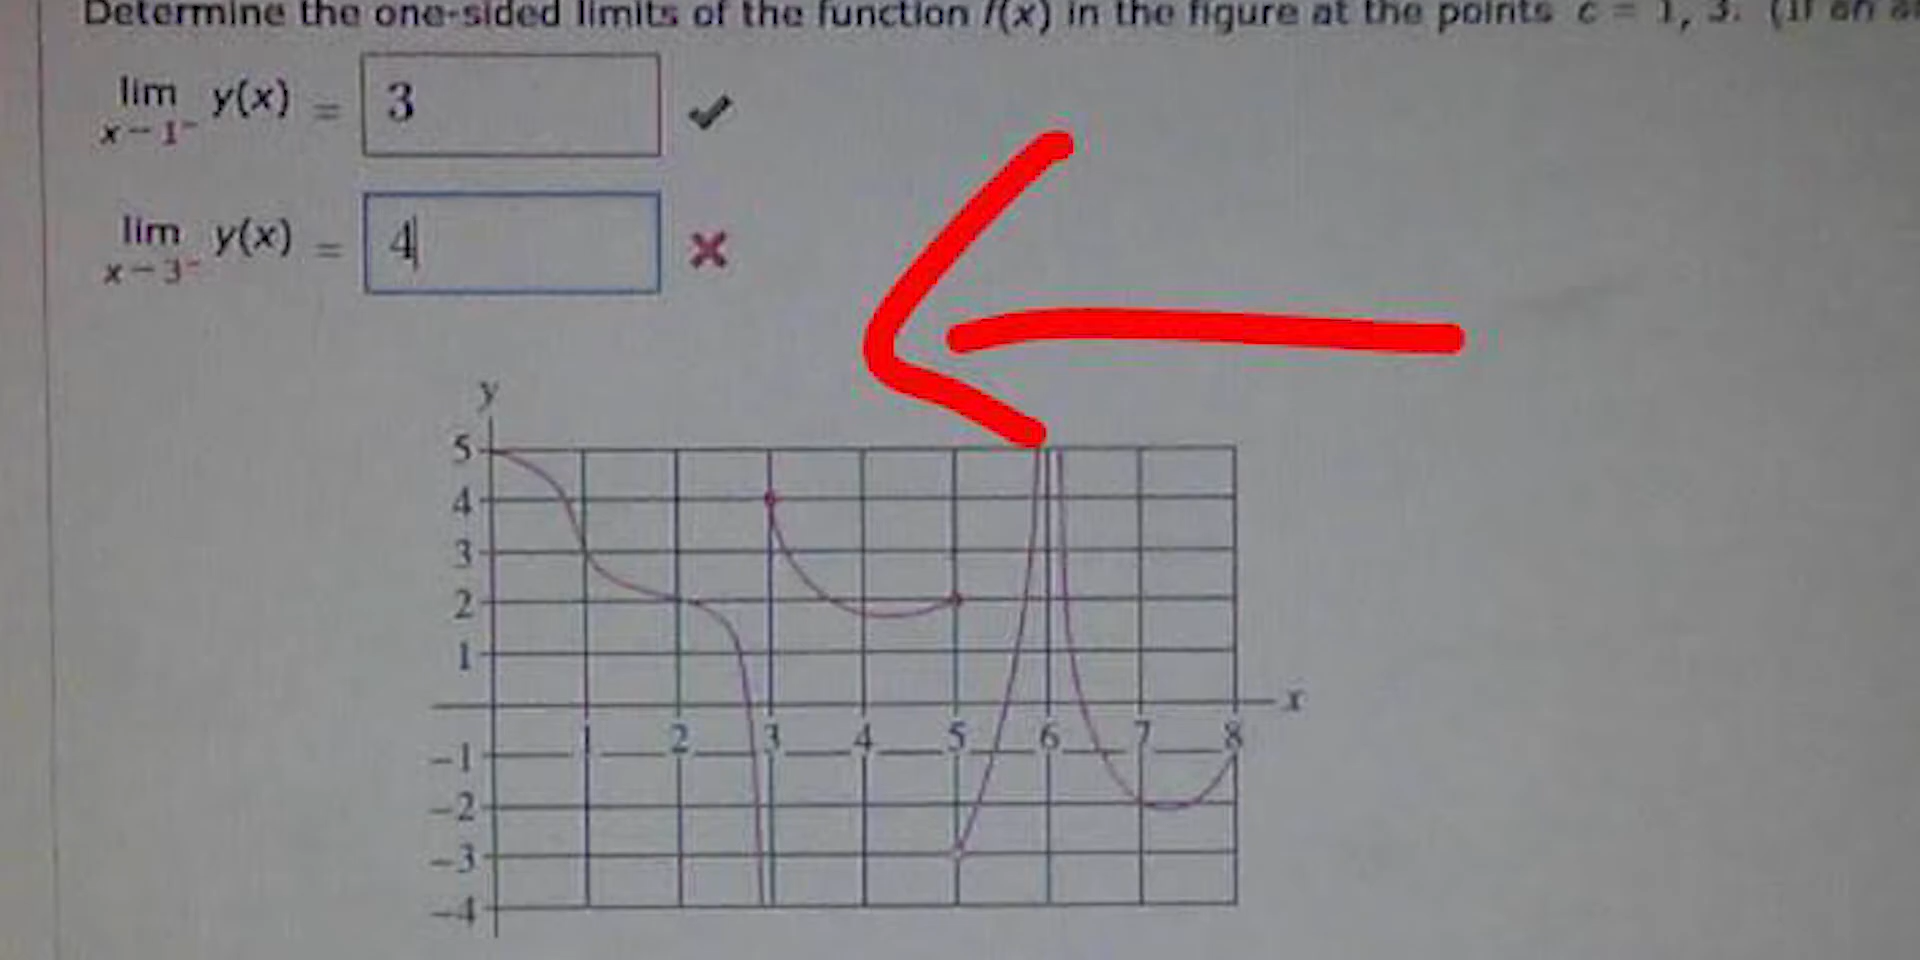 Determine the one-sided limits of the function f(x) in the figure at the points c = 1, 3. (If an
lim y(x) = 3
x→1−
lim y(x) = 4
x→3−
y
5
4
3
2
1
x
1 2 3 4 5 6 7 8
−1
−2
−3
−4